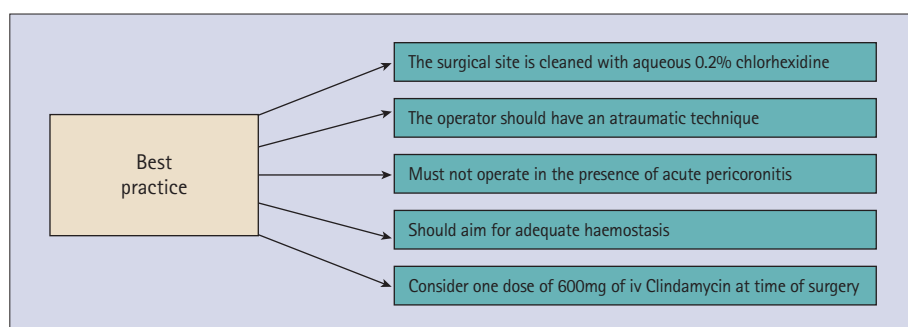 Best
practice
The surgical site is cleaned with aqueous 0.2% chlorhexidine
The operator should have an atraumatic technique
Must not operate in the presence of acute pericoronitis
Should aim for adequate haemostasis
Consider one dose of 600mg of iv Clindamycin at time of surgery